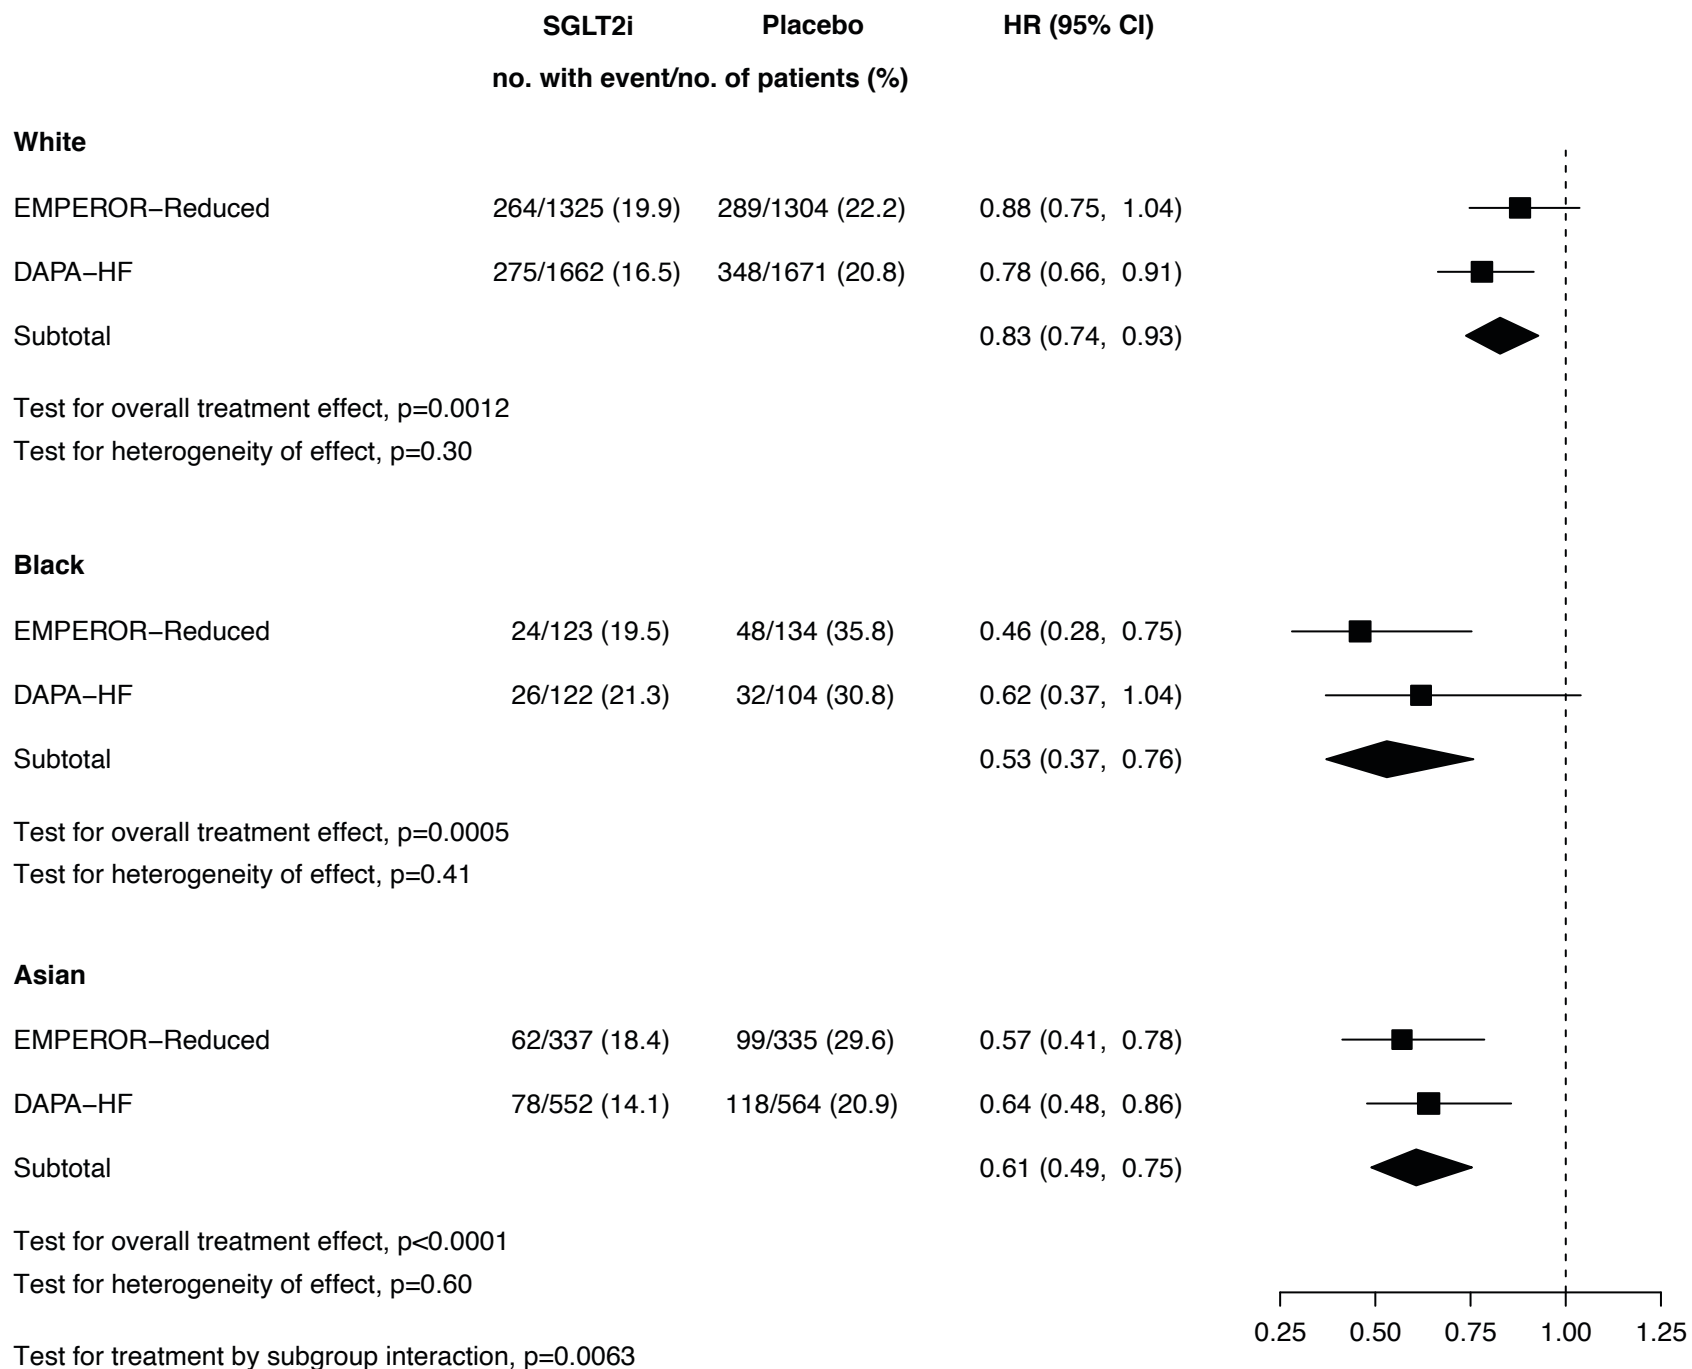 SGLT2i Placebo HR (95% CI)
no. with event/no. of patients (%)
White
EMPEROR−Reduced 264/1325 (19.9) 289/1304 (22.2) 0.88 (0.75, 1.04)
DAPA−HF 275/1662 (16.5) 348/1671 (20.8) 0.78 (0.66, 0.91)
Subtotal 0.83 (0.74, 0.93)
Test for overall treatment effect, p=0.0012
Test for heterogeneity of effect, p=0.30
Black
EMPEROR−Reduced 24/123 (19.5) 48/134 (35.8) 0.46 (0.28, 0.75)
DAPA−HF 26/122 (21.3) 32/104 (30.8) 0.62 (0.37, 1.04)
Subtotal 0.53 (0.37, 0.76)
Test for overall treatment effect, p=0.0005
Test for heterogeneity of effect, p=0.41
Asian
EMPEROR−Reduced 62/337 (18.4) 99/335 (29.6) 0.57 (0.41, 0.78)
DAPA−HF 78/552 (14.1) 118/564 (20.9) 0.64 (0.48, 0.86)
Subtotal 0.61 (0.49, 0.75)
Test for overall treatment effect, p<0.0001
Test for heterogeneity of effect, p=0.60
0.25 0.50 0.75 1.00 1.25
Test for treatment by subgroup interaction, p=0.0063